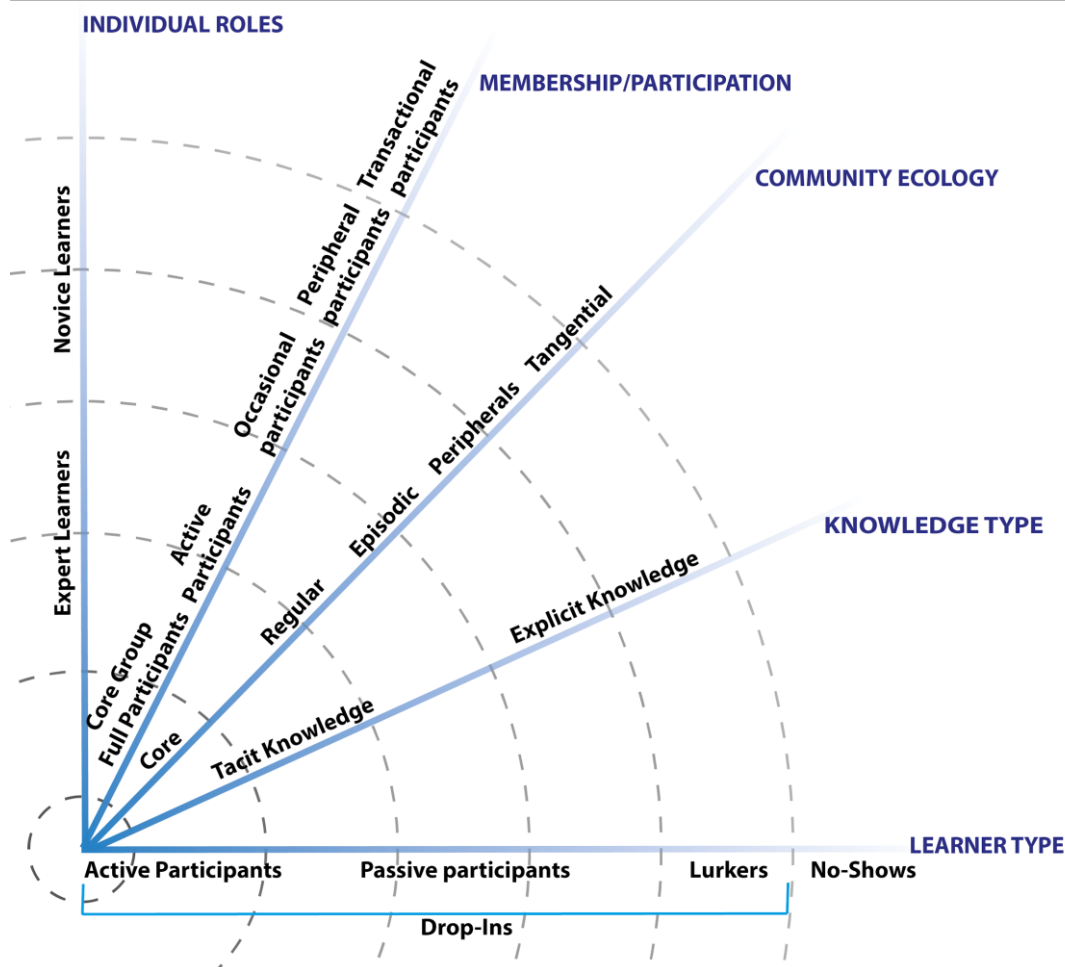 INDIVIDUAL ROLES
Novice Learners
Expert Learners
MEMBERSHIP/PARTICIPATION
Transactional
participants
Peripheral
participants
Occasional
participants
Active
Participants
Core Group
Full Participants
COMMUNITY ECOLOGY
Tangential
Peripherals
Episodic
Regular
Core
KNOWLEDGE TYPE
Explicit Knowledge
Tacit Knowledge
LEARNER TYPE
Active Participants
Passive participants
Lurkers
No-Shows
Drop-Ins